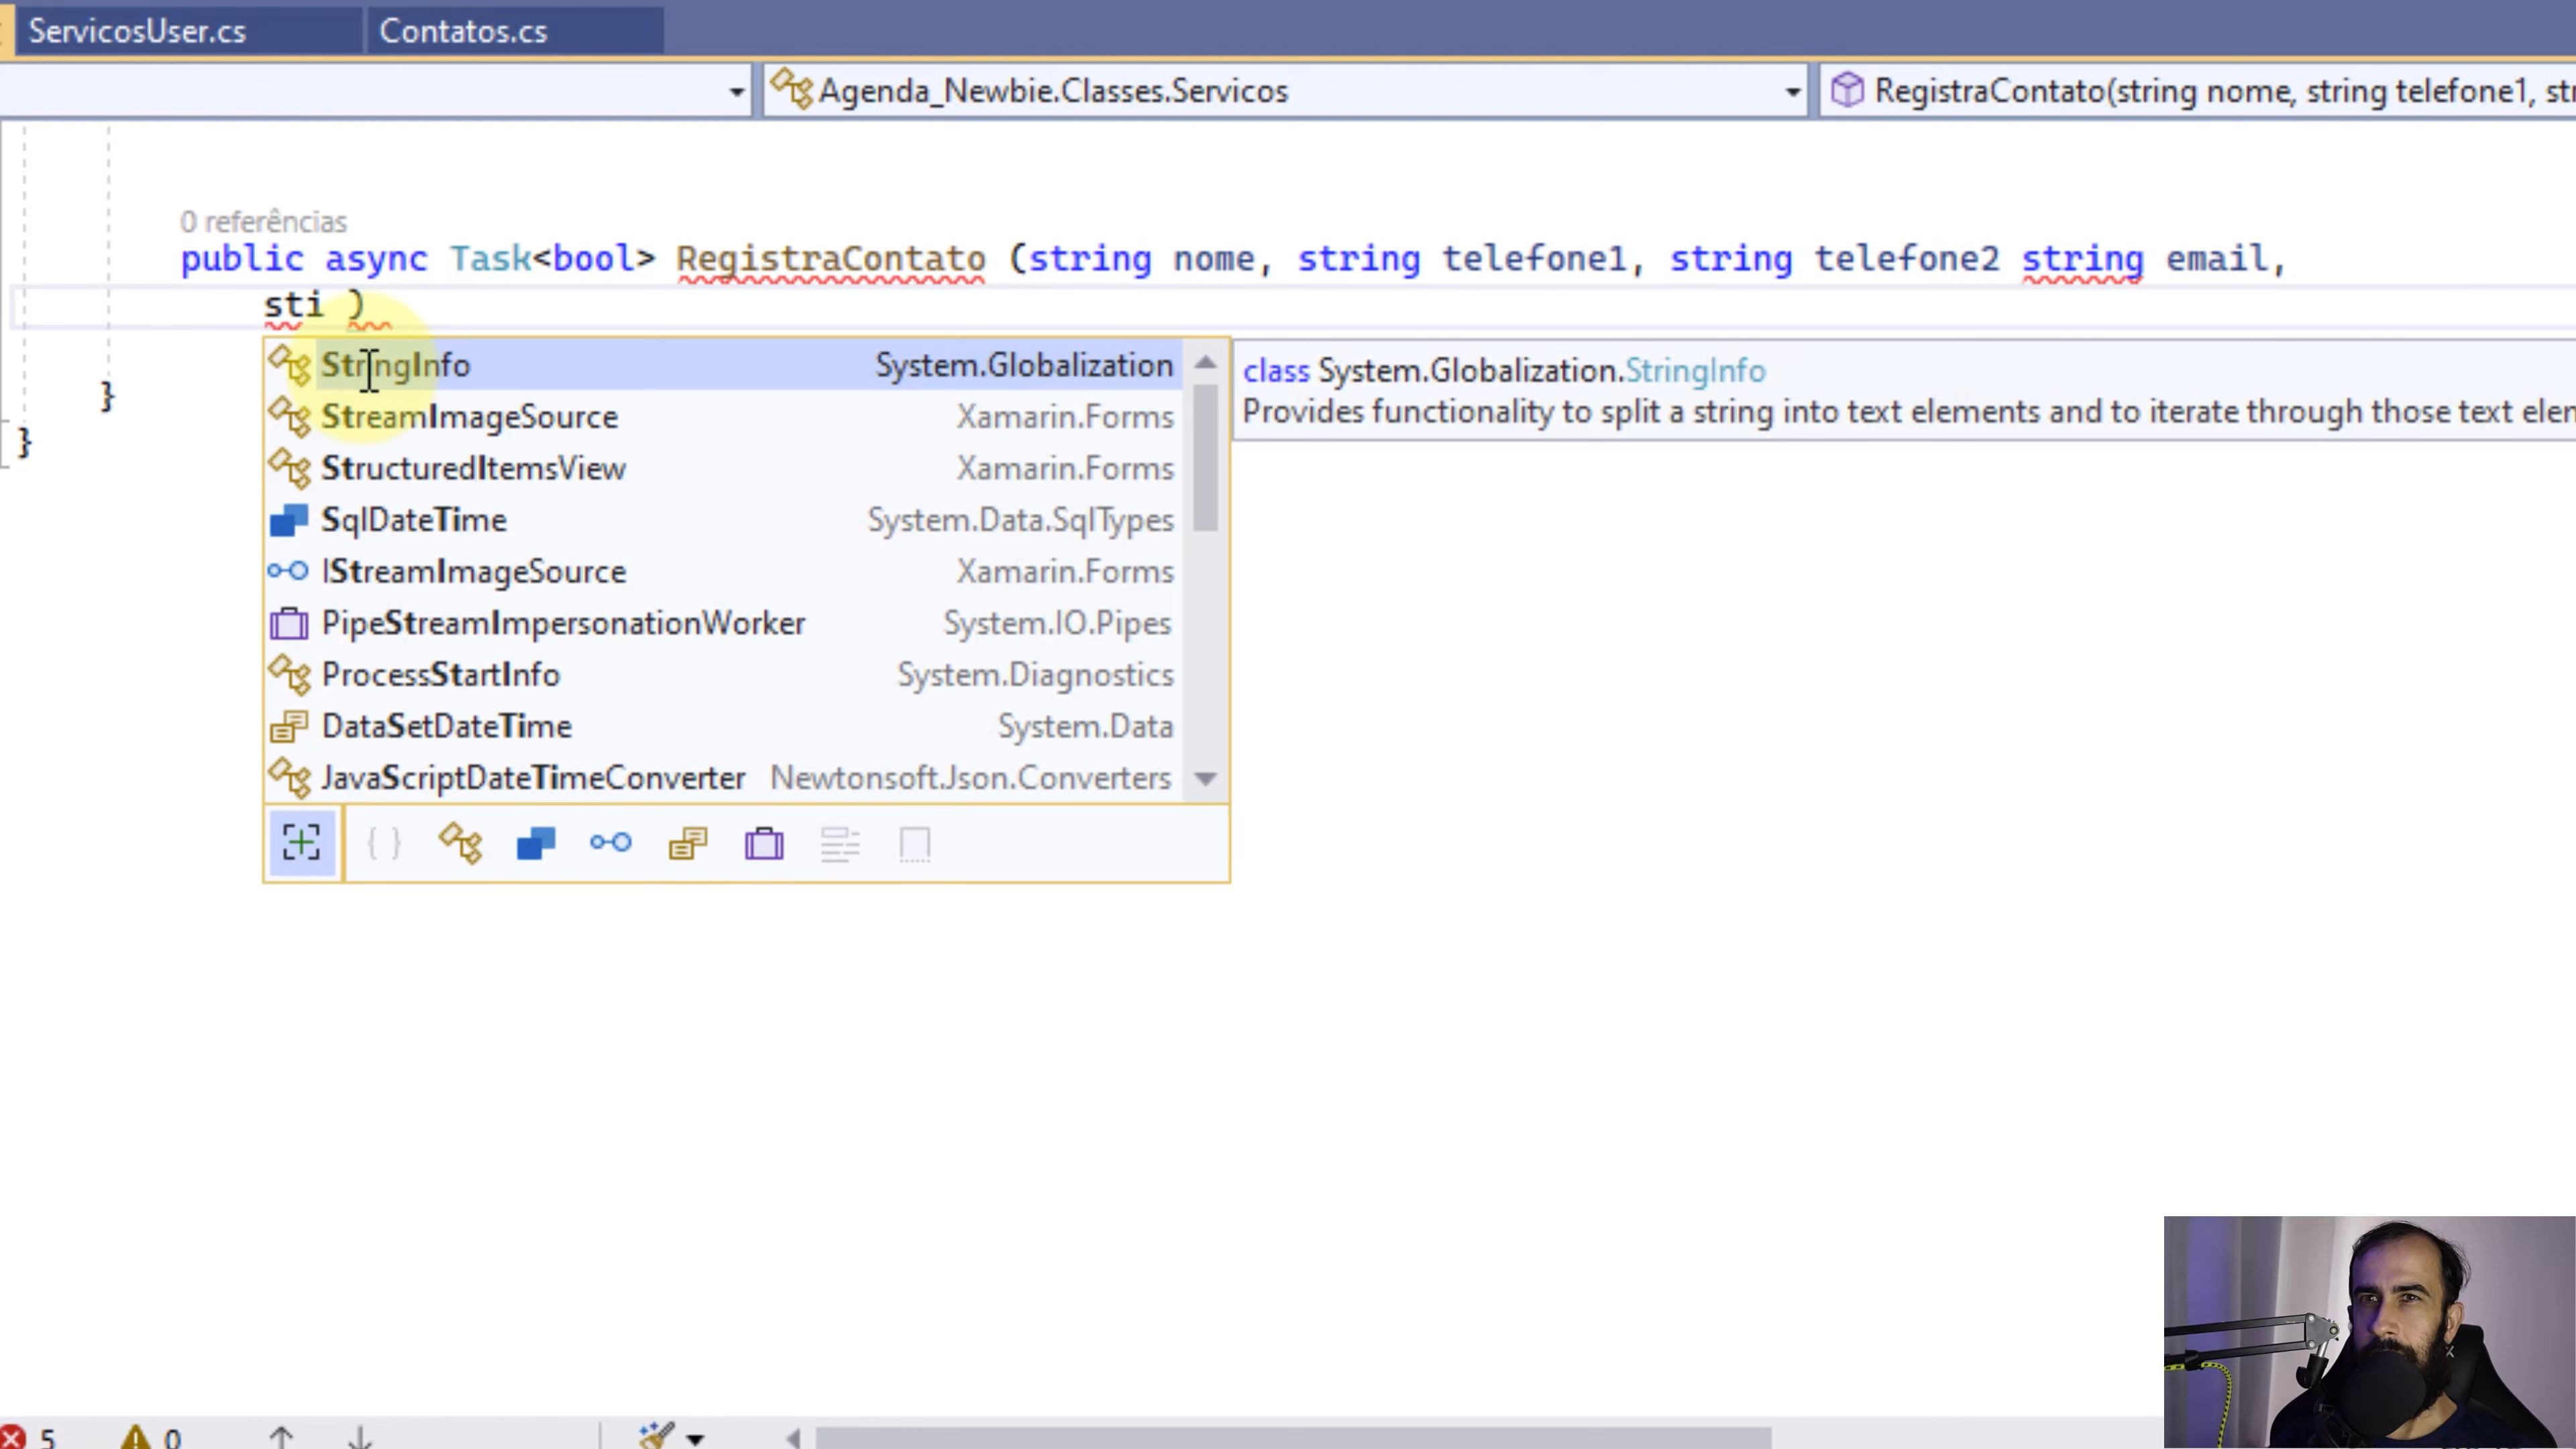 ServicosUser.cs Contatos.cs
Agenda_Newbie.Classes.Servicos RegistraContato(string nome, string telefone1, str
0 referências
public async Task<bool> RegistraContato (string nome, string telefone1, string telefone2 string email,
sti )
StringInfo System.Globalization
class System.Globalization.StringInfo
Provides functionality to split a string into text elements and to iterate through those text elem
StreamImageSource Xamarin.Forms
StructuredItemsView Xamarin.Forms
SqlDateTime System.Data.SqlTypes
IStreamImageSource Xamarin.Forms
PipeStreamImpersonationWorker System.IO.Pipes
ProcessStartInfo System.Diagnostics
DataSetDateTime System.Data
JavaScriptDateTimeConverter Newtonsoft.Json.Converters
}
}
{ }
5 0